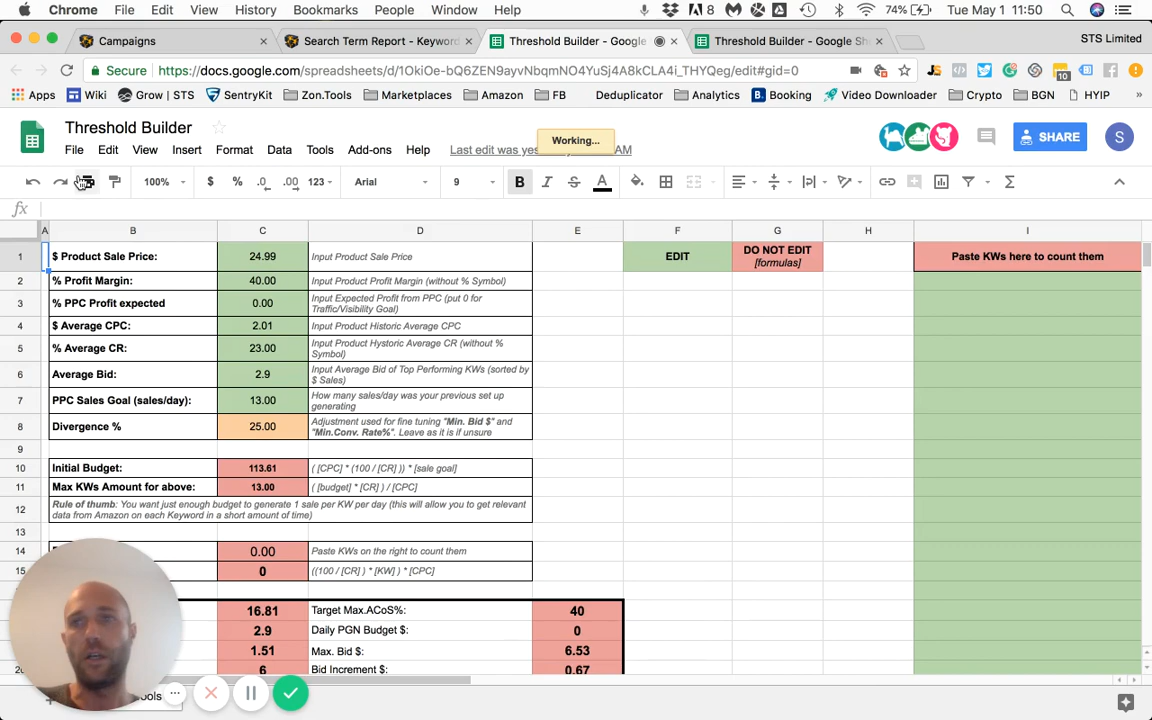 Chrome File Edit View History Bookmarks People Window Help 8 74% Tue May 1 11:50
Campaigns × Search Term Report - Keyword × Threshold Builder - Google × Threshold Builder - Google Sh × STS Limited
Secure https://docs.google.com/spreadsheets/d/1OkiOe-bQ6ZEN9ayvNbqmNO4YuSj4A8kCLA4i_THYQeg/edit#gid=0 10
Apps Wiki Grow | STS SentryKit Zon.Tools Marketplaces Amazon FB Deduplicator Analytics Booking Video Downloader Crypto BGN HYIP »
Threshold Builder
Working...
SHARE S
File Edit View Insert Format Data Tools Add-ons Help Last edit was yes AM
100% $ % .0 .00 123 Arial 9 B I S A
fx
A B C D E F G H I
1 $ Product Sale Price: 24.99 Input Product Sale Price EDIT DO NOT EDIT Paste KWs here to count them
[formulas]
2 % Profit Margin: 40.00 Input Product Profit Margin (without % Symbol)
3 % PPC Profit expected 0.00 Input Expected Profit from PPC (put 0 for
Traffic/Visibility Goal)
4 $ Average CPC: 2.01 Input Product Historic Average CPC
5 % Average CR: 23.00 Input Product Hystoric Average CR (without %
Symbol)
6 Average Bid: 2.9 Input Average Bid of Top Performing KWs (sorted by
$ Sales)
7 PPC Sales Goal (sales/day): 13.00 How many sales/day was your previous set up
generating
8 Divergence % 25.00 Adjustment used for fine tuning "Min. Bid $" and
"Min.Conv. Rate%". Leave as it is if unsure
9
10 Initial Budget: 113.61 ( [CPC] * (100 / [CR] )) * [sale goal]
11 Max KWs Amount for above: 13.00 ( [budget] * [CR] ) / [CPC]
12 Rule of thumb: You want just enough budget to generate 1 sale per KW per day (this will allow you to get relevant
data from Amazon on each Keyword in a short amount of time)
13
14 0.00 Paste KWs on the right to count them
15 0 ((100 / [CR] ) * [KW] ) * [CPC]
16.81 Target Max.ACoS%: 40
2.9 Daily PGN Budget $: 0
1.51 Max. Bid $: 6.53
20 6 Bid Increment $: 0.67
ools